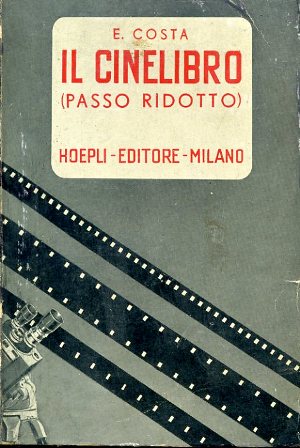 E. COSTA
IL CINELIBRO
(PASSO RIDOTTO)
HOEPLI-EDITORE-MILANO